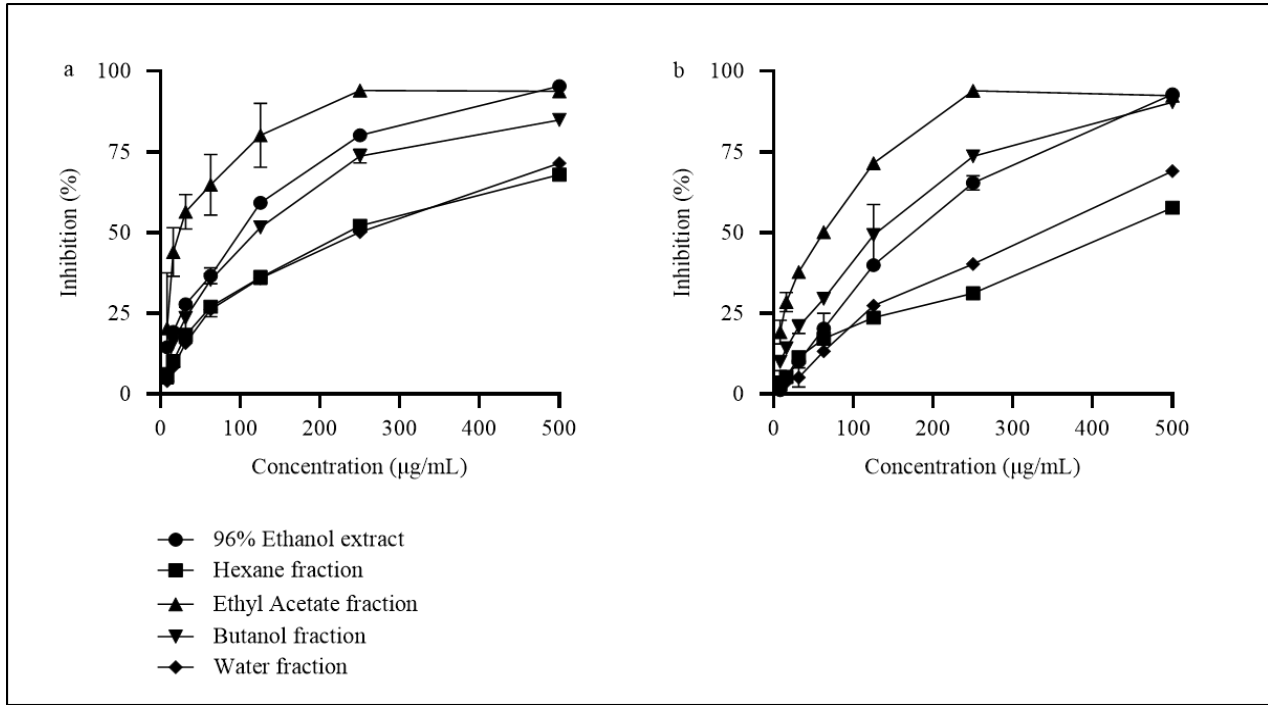 a
100
75
50
25
0
Inhibition (%)
0 100 200 300 400 500
Concentration (μg/mL)
b
100
75
50
25
0
Inhibition (%)
0 100 200 300 400 500
Concentration (μg/mL)
96% Ethanol extract
Hexane fraction
Ethyl Acetate fraction
Butanol fraction
Water fraction